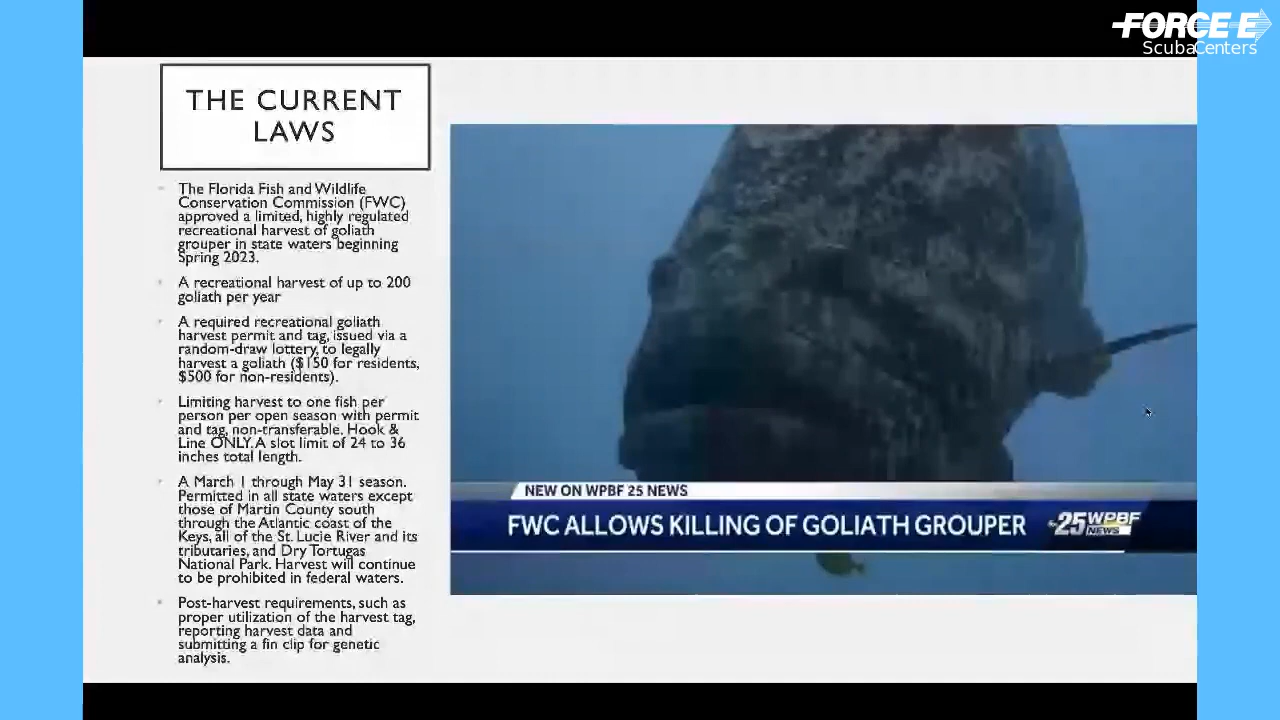 FORCE-E
ScubaCenters
THE CURRENT
LAWS
The Florida Fish and Wildlife
Conservation Commission (FWC)
approved a limited, highly regulated
recreational harvest of goliath
grouper in state waters beginning
Spring 2023.
A recreational harvest of up to 200
goliath per year
A required recreational goliath
harvest permit and tag, issued via a
random-draw lottery, to legally
harvest a goliath ($150 for residents,
$500 for non-residents).
Limiting harvest to one fish per
person per open season with permit
and tag, non-transferable. Hook &
Line ONLY. A slot limit of 24 to 36
inches total length.
A March 1 through May 31 season.
Permitted in all state waters except
those of Martin County south
through the Atlantic coast of the
Keys, all of the St. Lucie River and its
tributaries, and Dry Tortugas
National Park. Harvest will continue
to be prohibited in federal waters.
Post-harvest requirements, such as
proper utilization of the harvest tag,
reporting harvest data and
submitting a fin clip for genetic
analysis.
NEW ON WPBF 25 NEWS
FWC ALLOWS KILLING OF GOLIATH GROUPER
abc 25 WPBF NEWS